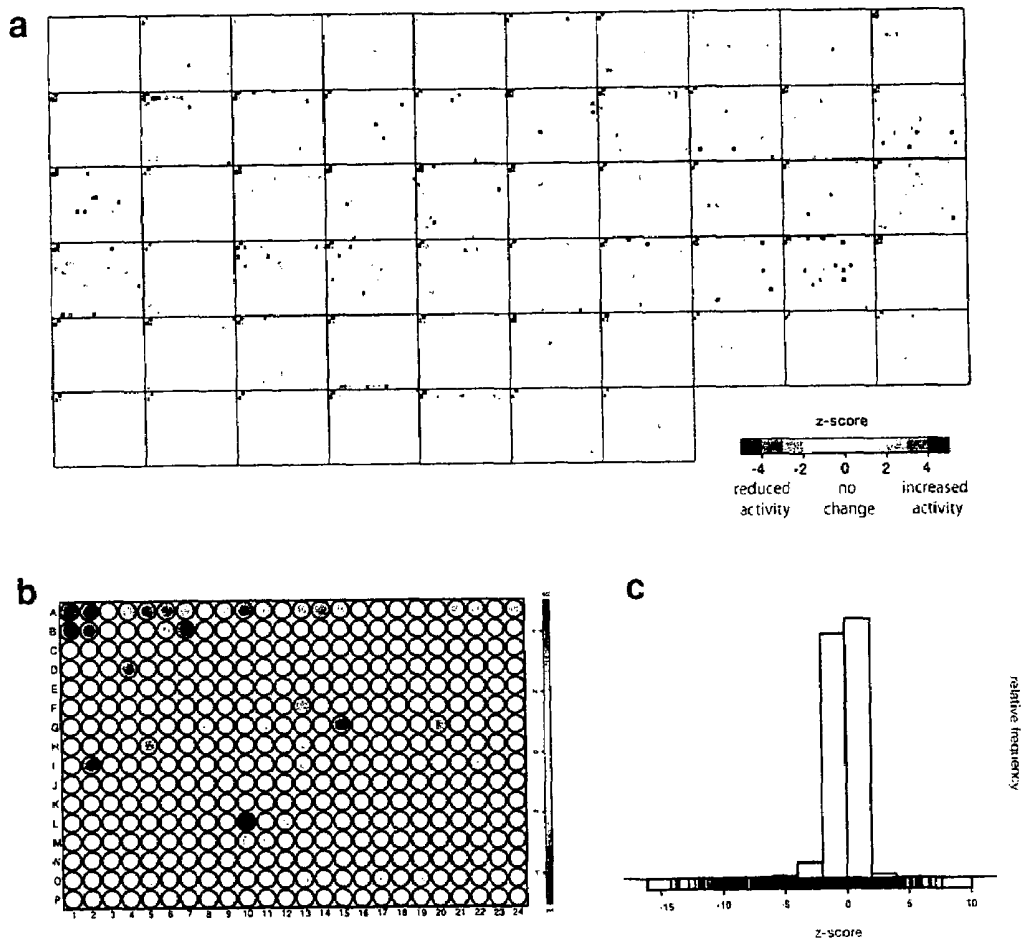 a
z-score
-4 -2 0 2 4
reduced no increased
activity change activity
b
A
B
C
D
E
F
G
H
I
J
K
L
M
N
O
P
1 2 3 4 5 6 7 8 9 10 11 12 13 14 15 16 17 18 19 20 21 22 23 24
c
relative frequency
-15 -10 -5 0 5 10
z-score